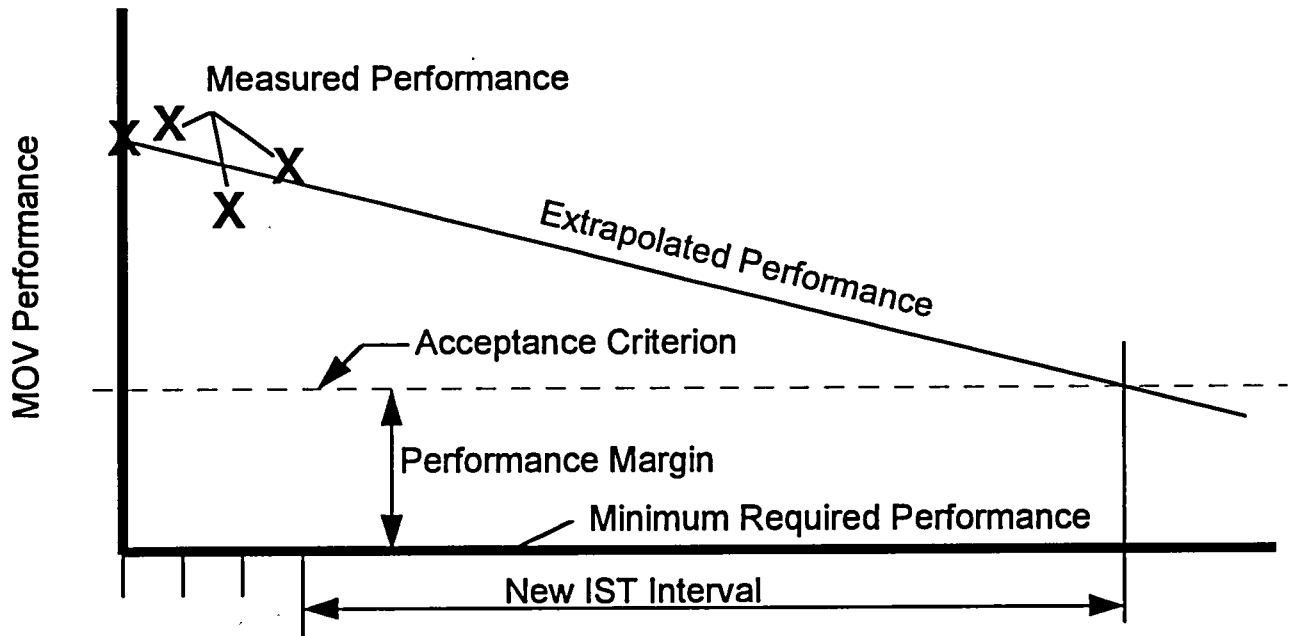 Measured Performance
X
X
X
X
MOV Performance
Extrapolated Performance
Acceptance Criterion
Performance Margin
Minimum Required Performance
New IST Interval